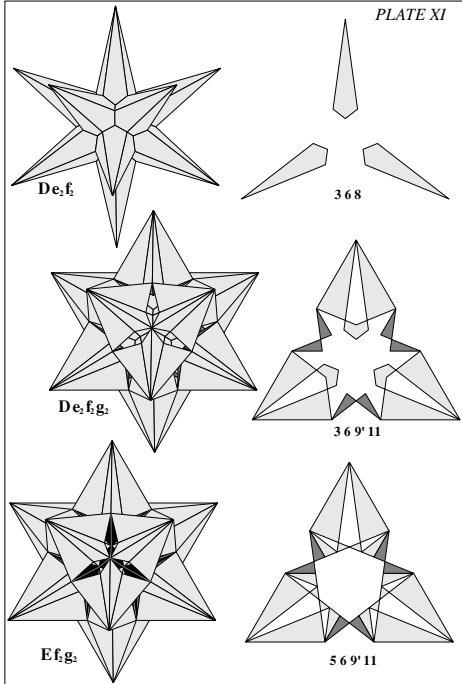 PLATE XI
De₂f₂
3 6 8
De₂f₂g₂
3 6 9' 11
Ef₂g₂
5 6 9' 11